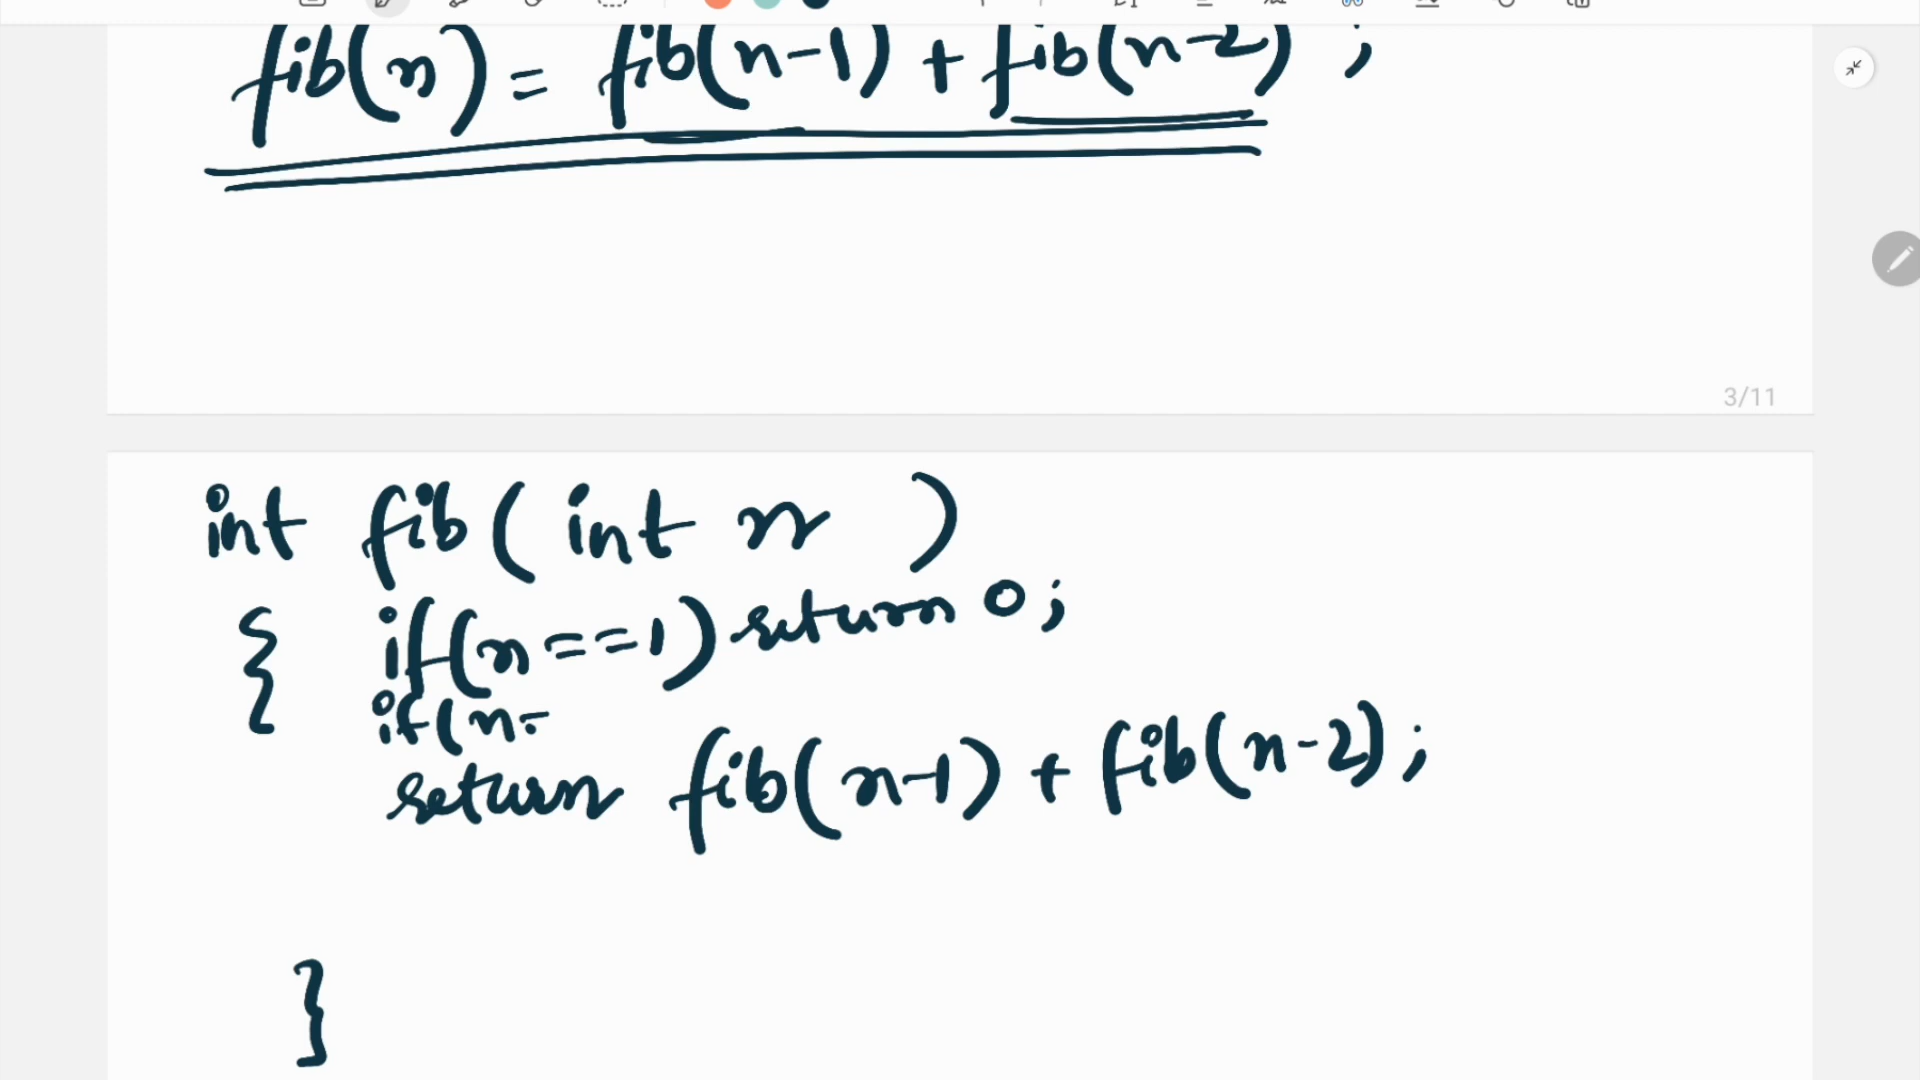 fib(n) = fib(n-1) + fib(n-2) ;
3/11
int fib( int n )
{ if(n==1) return 0;
if(n=
return fib(n-1) + fib(n-2);
}